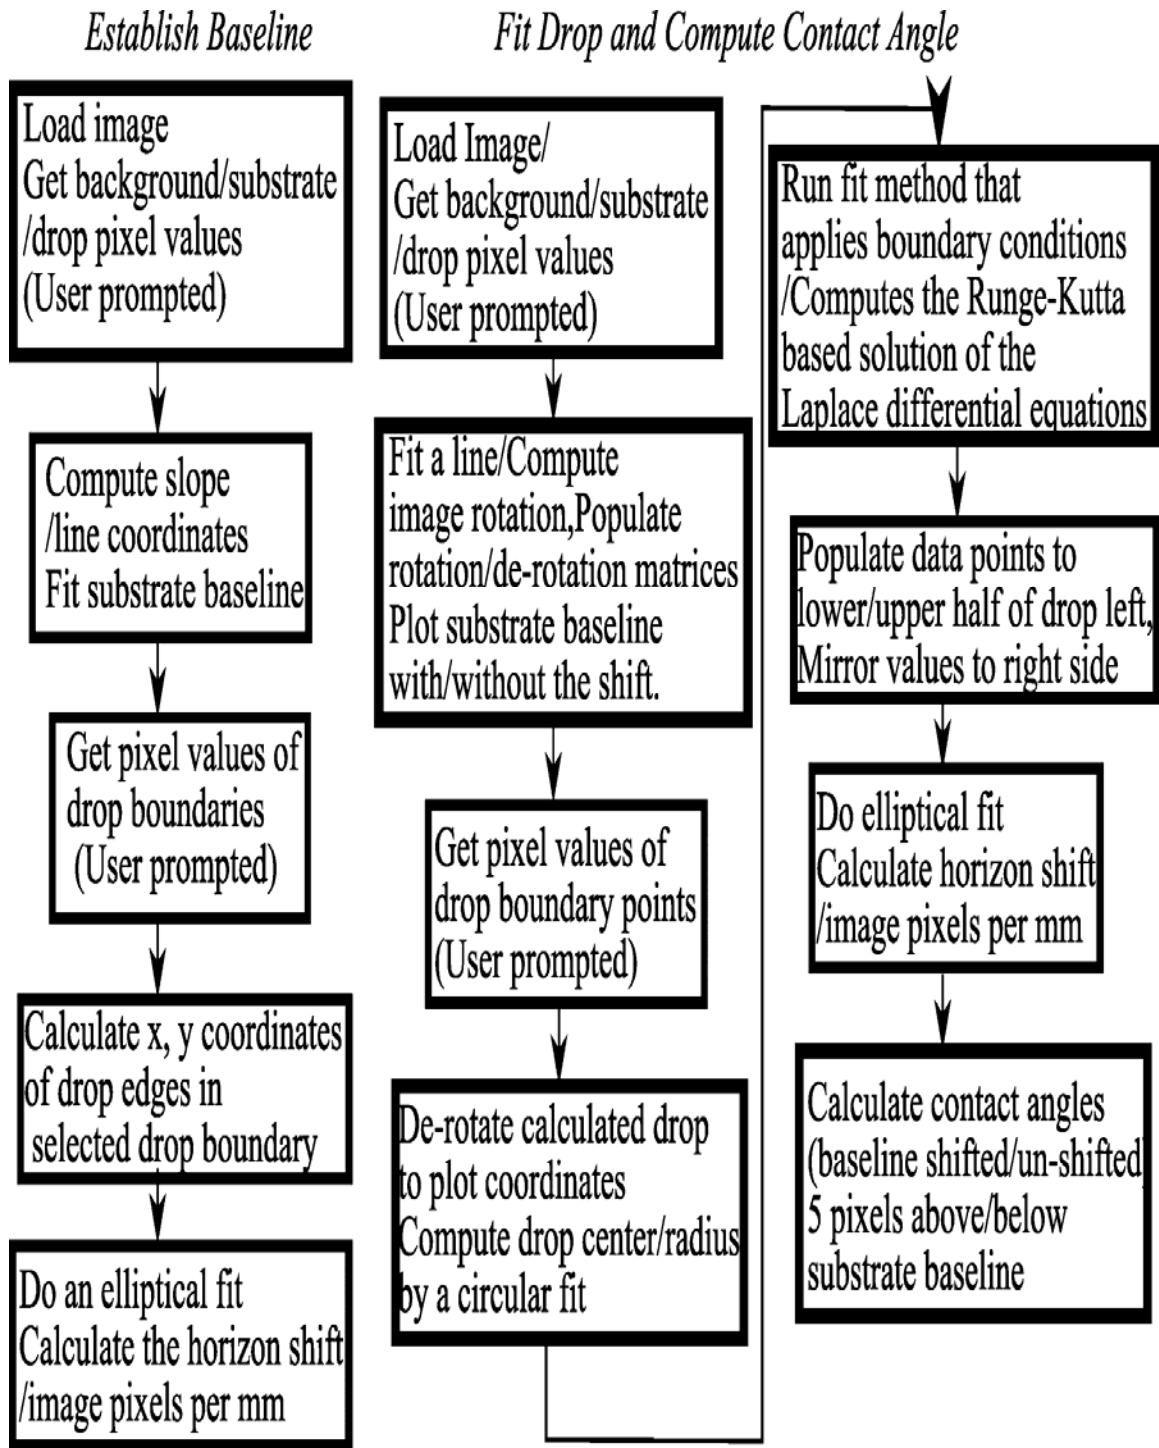 Establish Baseline
Load image
Get background/substrate
/drop pixel values
(User prompted)
Compute slope
/line coordinates
Fit substrate baseline
Get pixel values of
drop boundaries
(User prompted)
Calculate x, y coordinates
of drop edges in
selected drop boundary
Do an elliptical fit
Calculate the horizon shift
/image pixels per mm
Fit Drop and Compute Contact Angle
Load Image/
Get background/substrate
/drop pixel values
(User prompted)
Fit a line/Compute
image rotation,Populate
rotation/de-rotation matrices
Plot substrate baseline
with/without the shift.
Get pixel values of
drop boundary points
(User prompted)
De-rotate calculated drop
to plot coordinates
Compute drop center/radius
by a circular fit
Run fit method that
applies boundary conditions
/Computes the Runge-Kutta
based solution of the
Laplace differential equations
Populate data points to
lower/upper half of drop left,
Mirror values to right side
Do elliptical fit
Calculate horizon shift
/image pixels per mm
Calculate contact angles
(baseline shifted/un-shifted)
5 pixels above/below
substrate baseline